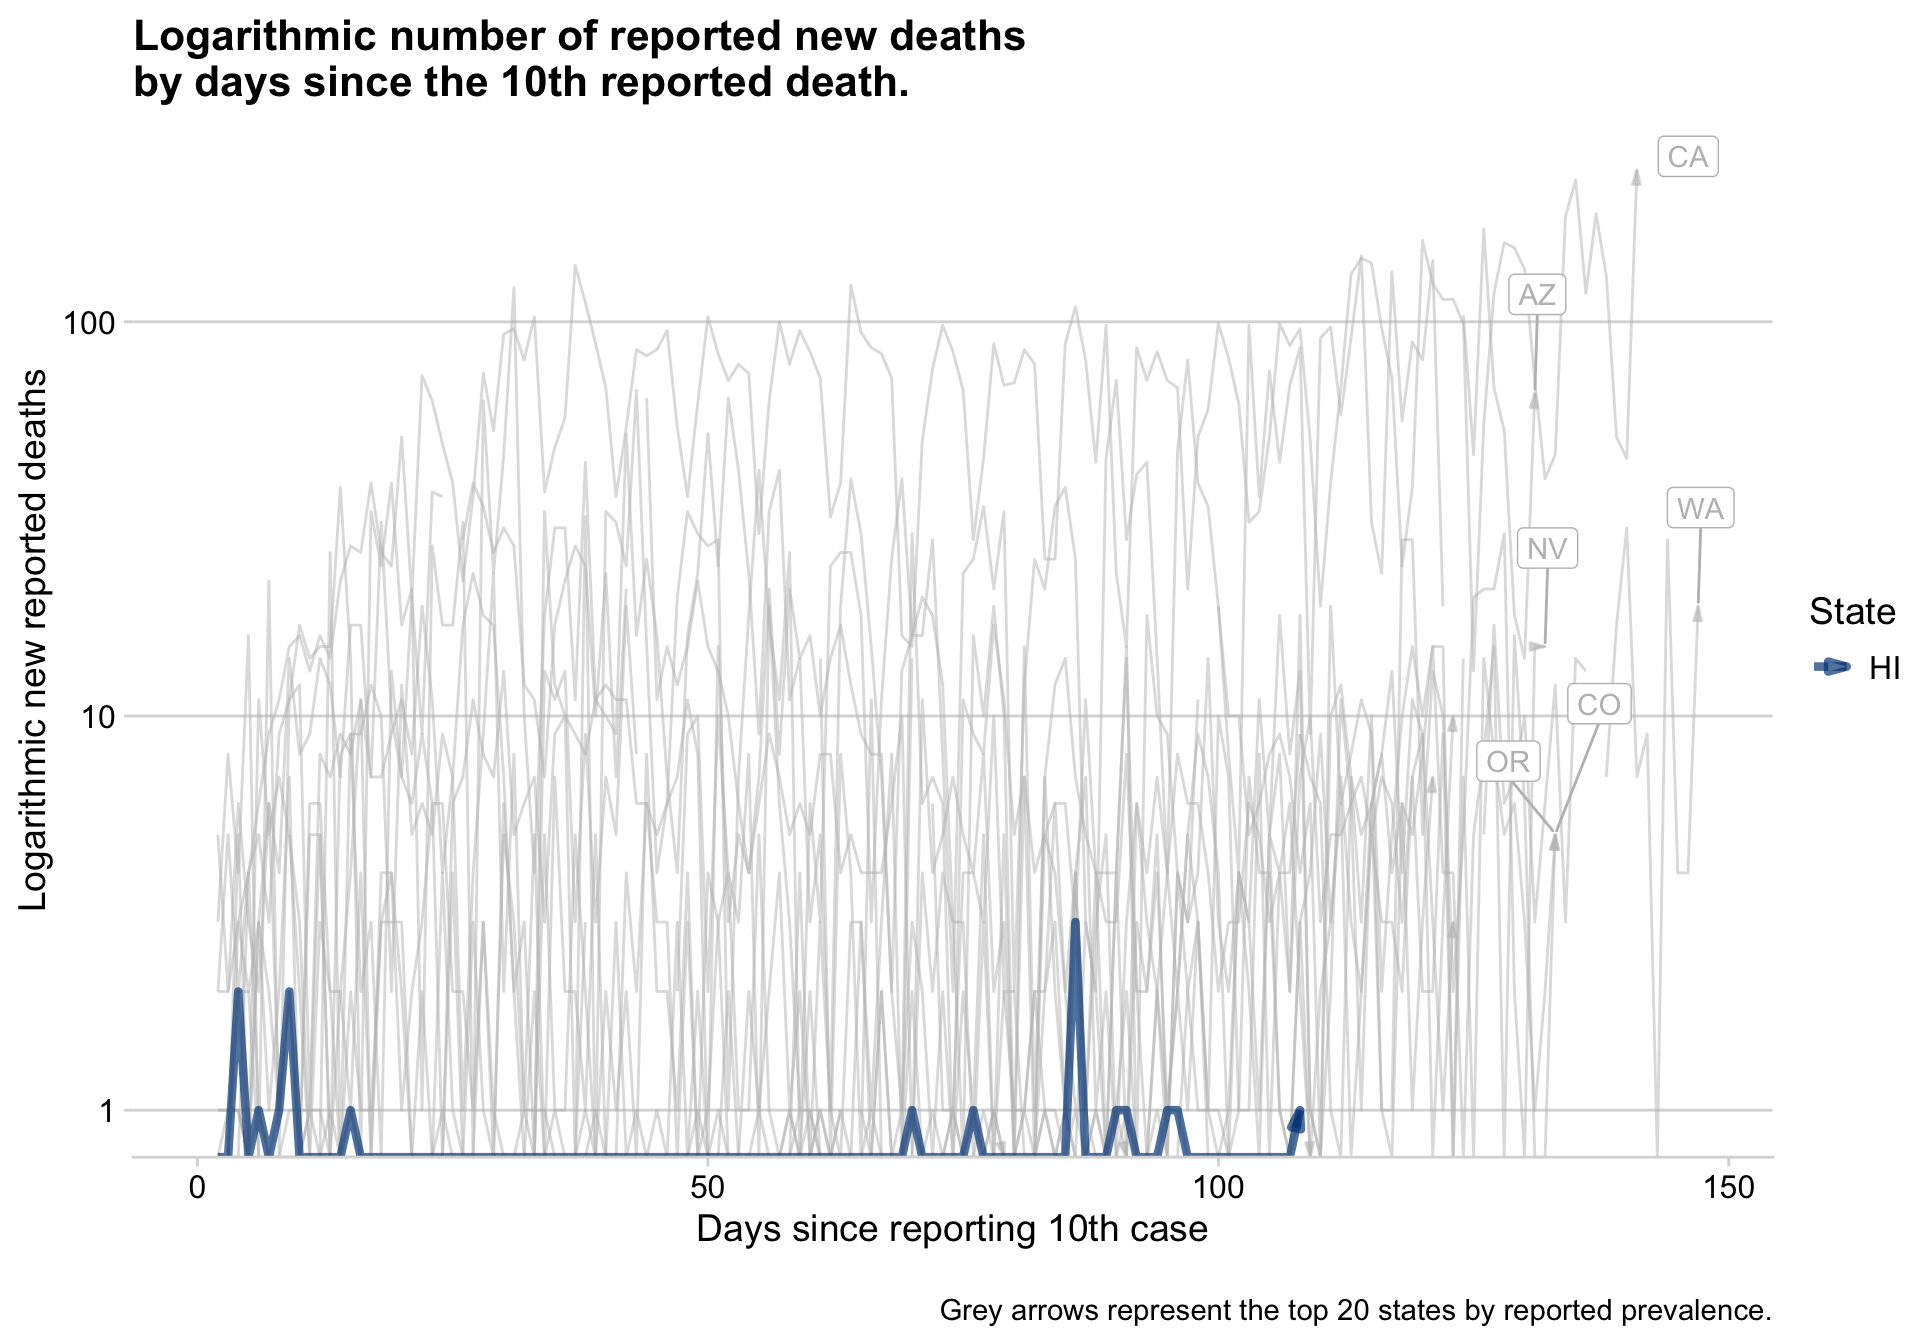 Logarithmic number of reported new deaths
by days since the 10th reported death.
Logarithmic new reported deaths
100
10
1
CA
AZ
WA
NV
CO
OR
State
HI
0
50
100
150
Days since reporting 10th case
Grey arrows represent the top 20 states by reported prevalence.